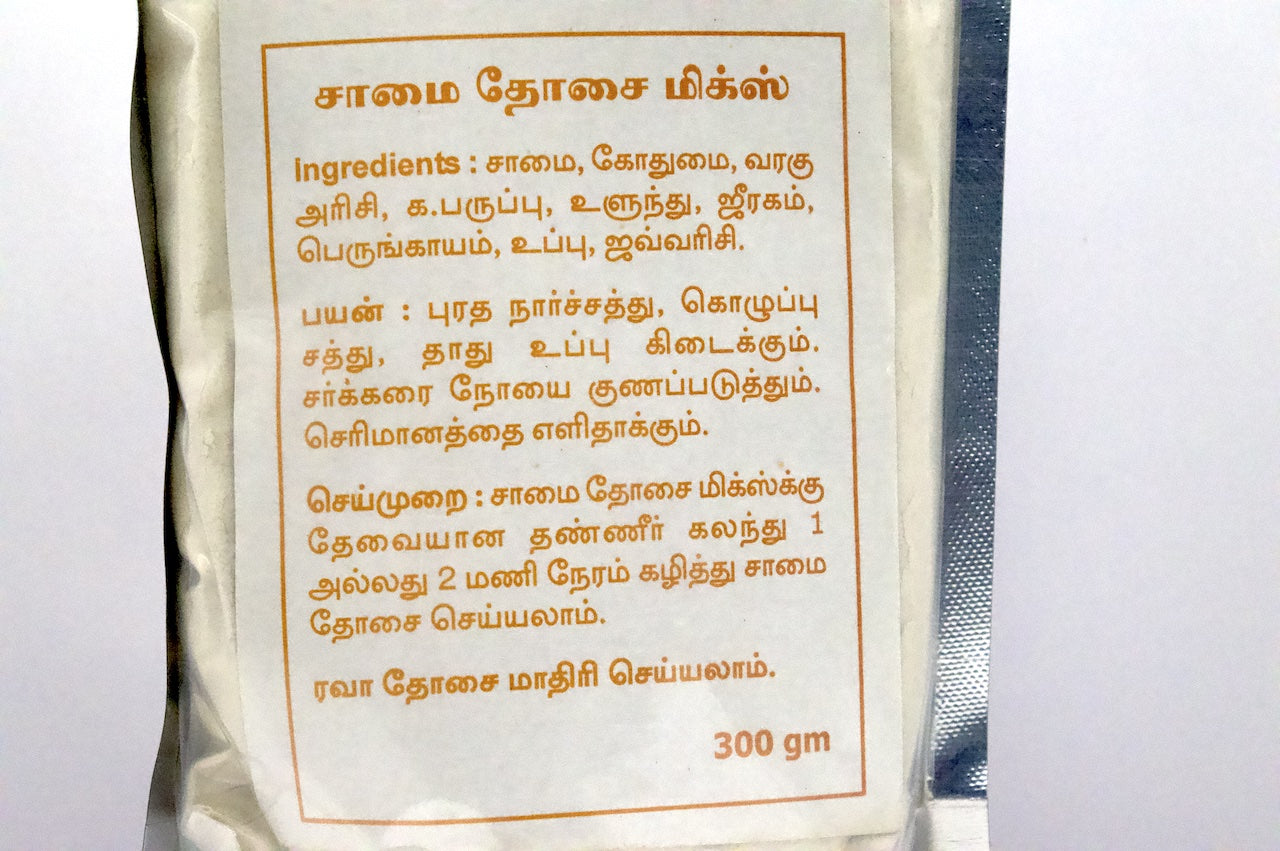 சாமை தோசை மிக்ஸ்
Ingredients : சாமை, கோதுமை, வரகு
அரிசி, க.பருப்பு, உளுந்து, ஜீரகம்,
பெருங்காயம், உப்பு, ஜவ்வரிசி.
பயன் : புரத நார்ச்சத்து, கொழுப்பு
சத்து, தாது உப்பு கிடைக்கும்.
சர்க்கரை நோயை குணப்படுத்தும்.
செரிமானத்தை எளிதாக்கும்.
செய்முறை : சாமை தோசை மிக்ஸ்க்கு
தேவையான தண்ணீர் கலந்து 1
அல்லது 2 மணி நேரம் கழித்து சாமை
தோசை செய்யலாம்.
ரவா தோசை மாதிரி செய்யலாம்.
300 gm